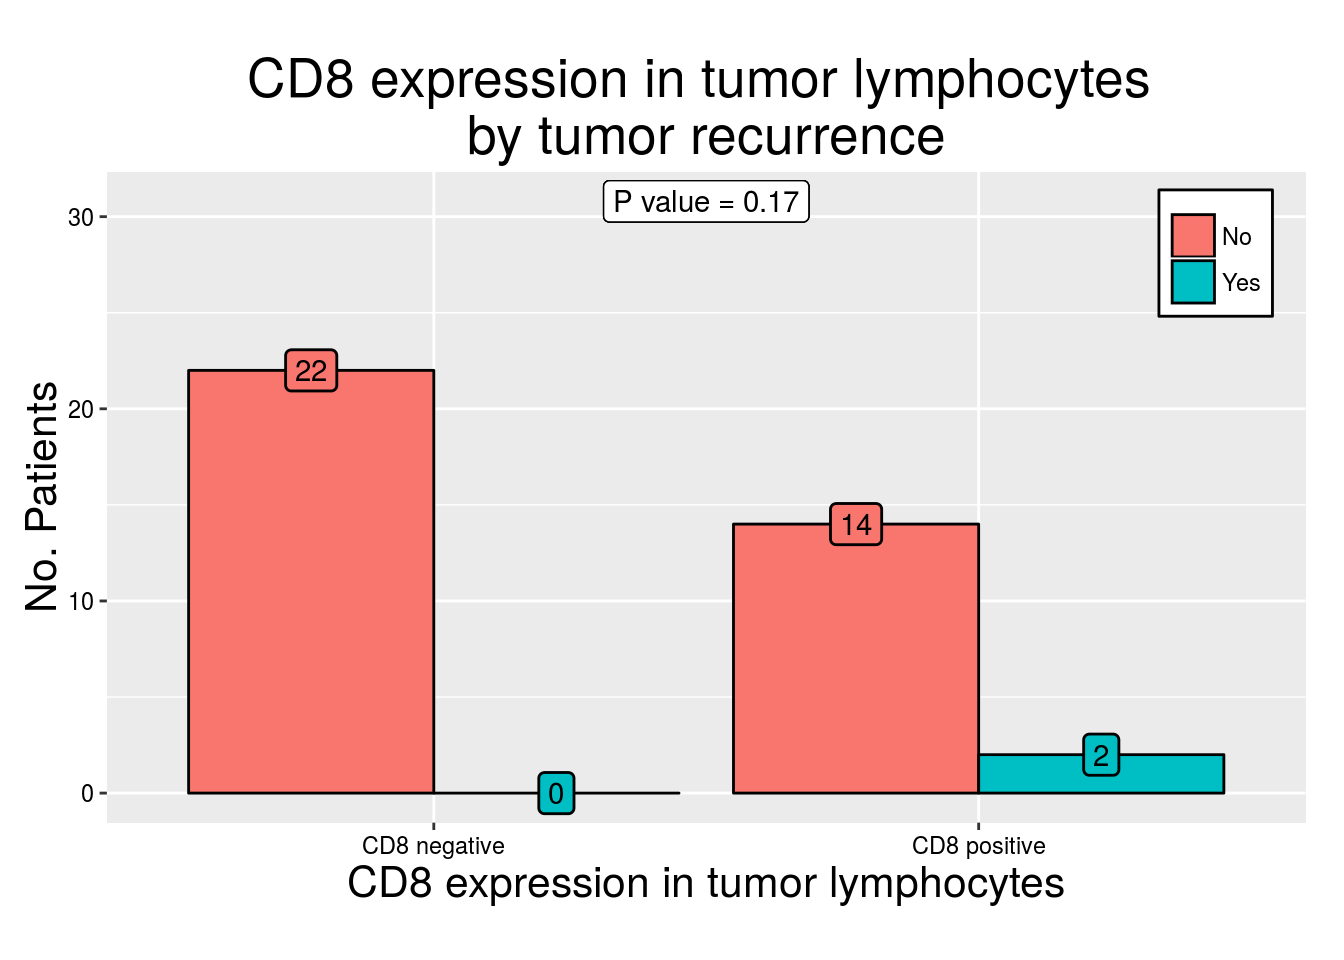 CD8 expression in tumor lymphocytes
by tumor recurrence
P value = 0.17
No
Yes
No. Patients
30
20
10
0
22
0
14
2
CD8 negative
CD8 positive
CD8 expression in tumor lymphocytes